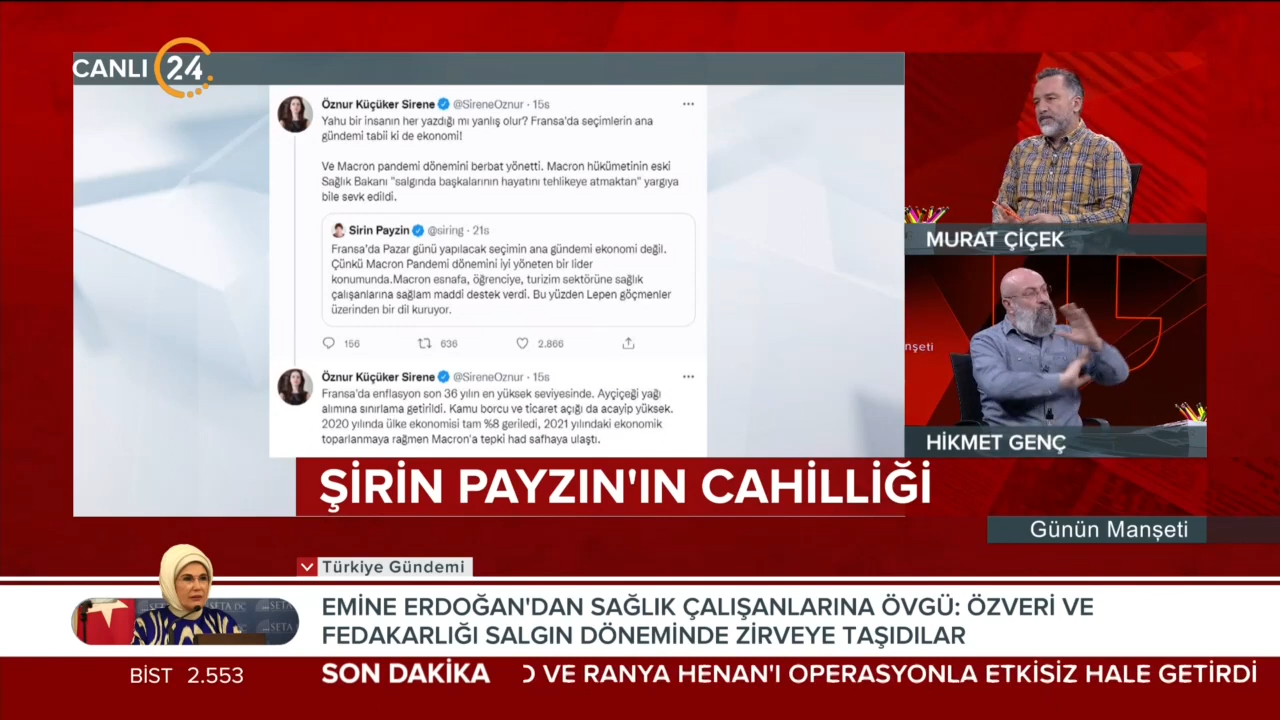 CANLI 24
Öznur Küçüker Sirene @SireneOznur · 15s
Yahu bir insanın her yazdığı mı yanlış olur? Fransa'da seçimlerin ana
gündemi tabii ki de ekonomi!
Ve Macron pandemi dönemini berbat yönetti. Macron hükümetinin eski
Sağlık Bakanı "salgında başkalarının hayatını tehlikeye atmaktan" yargıya
bile sevk edildi.
Sirin Payzin @siring · 21s
Fransa'da Pazar günü yapılacak seçimin ana gündemi ekonomi değil.
Çünkü Macron Pandemi dönemini iyi yöneten bir lider
konumunda.Macron esnafa, öğrenciye, turizim sektörüne sağlık
çalışanlarına sağlam maddi destek verdi. Bu yüzden Lepen göçmenler
üzerinden bir dil kuruyor.
156 636 2.866
Öznur Küçüker Sirene @SireneOznur · 15s
Fransa'da enflasyon son 36 yılın en yüksek seviyesinde. Ayçiçeği yağı
alımına sınırlama getirildi. Kamu borcu ve ticaret açığı da acayip yüksek.
2020 yılında ülke ekonomisi tam %8 geriledi, 2021 yılındaki ekonomik
toparlanmaya rağmen Macron'a tepki had safhaya ulaştı.
MURAT ÇİÇEK
nşeti
HİKMET GENÇ
ŞİRİN PAYZIN'IN CAHİLLİĞİ
Günün Manşeti
Türkiye Gündemi
SETA DC
SETA
SETA
EMİNE ERDOĞAN'DAN SAĞLIK ÇALIŞANLARINA ÖVGÜ: ÖZVERİ VE
FEDAKARLIĞI SALGIN DÖNEMİNDE ZİRVEYE TAŞIDILAR
BİST 2.553
SON DAKİKA VE RANYA HENAN'I OPERASYONLA ETKİSİZ HALE GETİRDİ